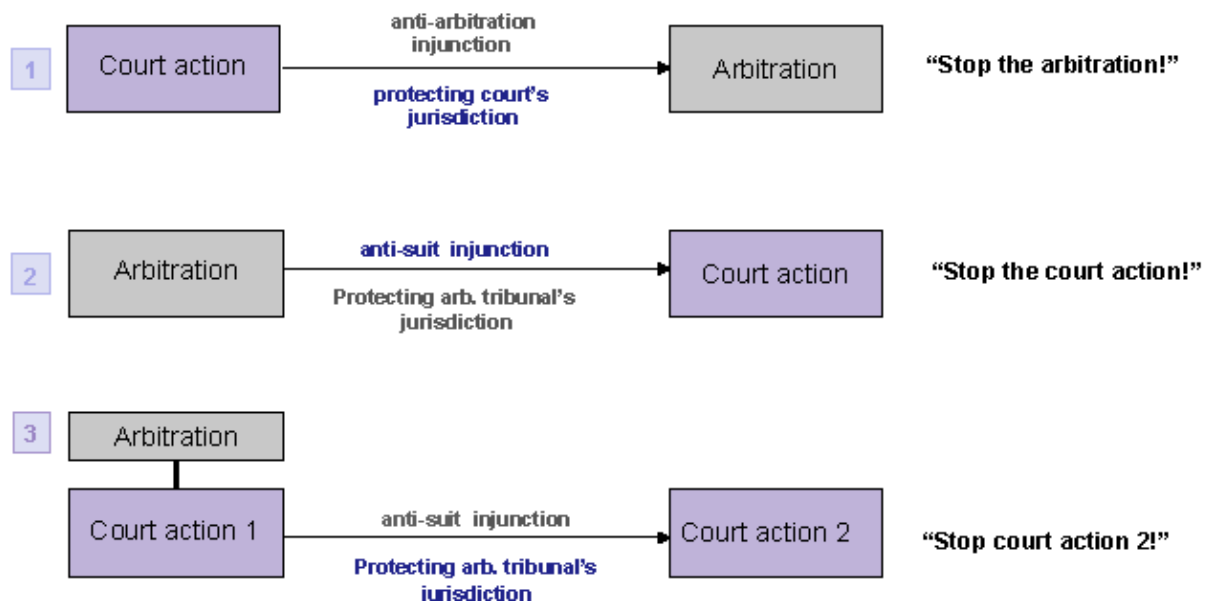 anti-arbitration
injunction
1
Court action
Arbitration
“Stop the arbitration!”
protecting court’s
jurisdiction
2
Arbitration
anti-suit injunction
Court action
“Stop the court action!”
Protecting arb. tribunal’s
jurisdiction
3
Arbitration
Court action 1
anti-suit injunction
Court action 2
“Stop court action 2!”
Protecting arb. tribunal’s
jurisdiction